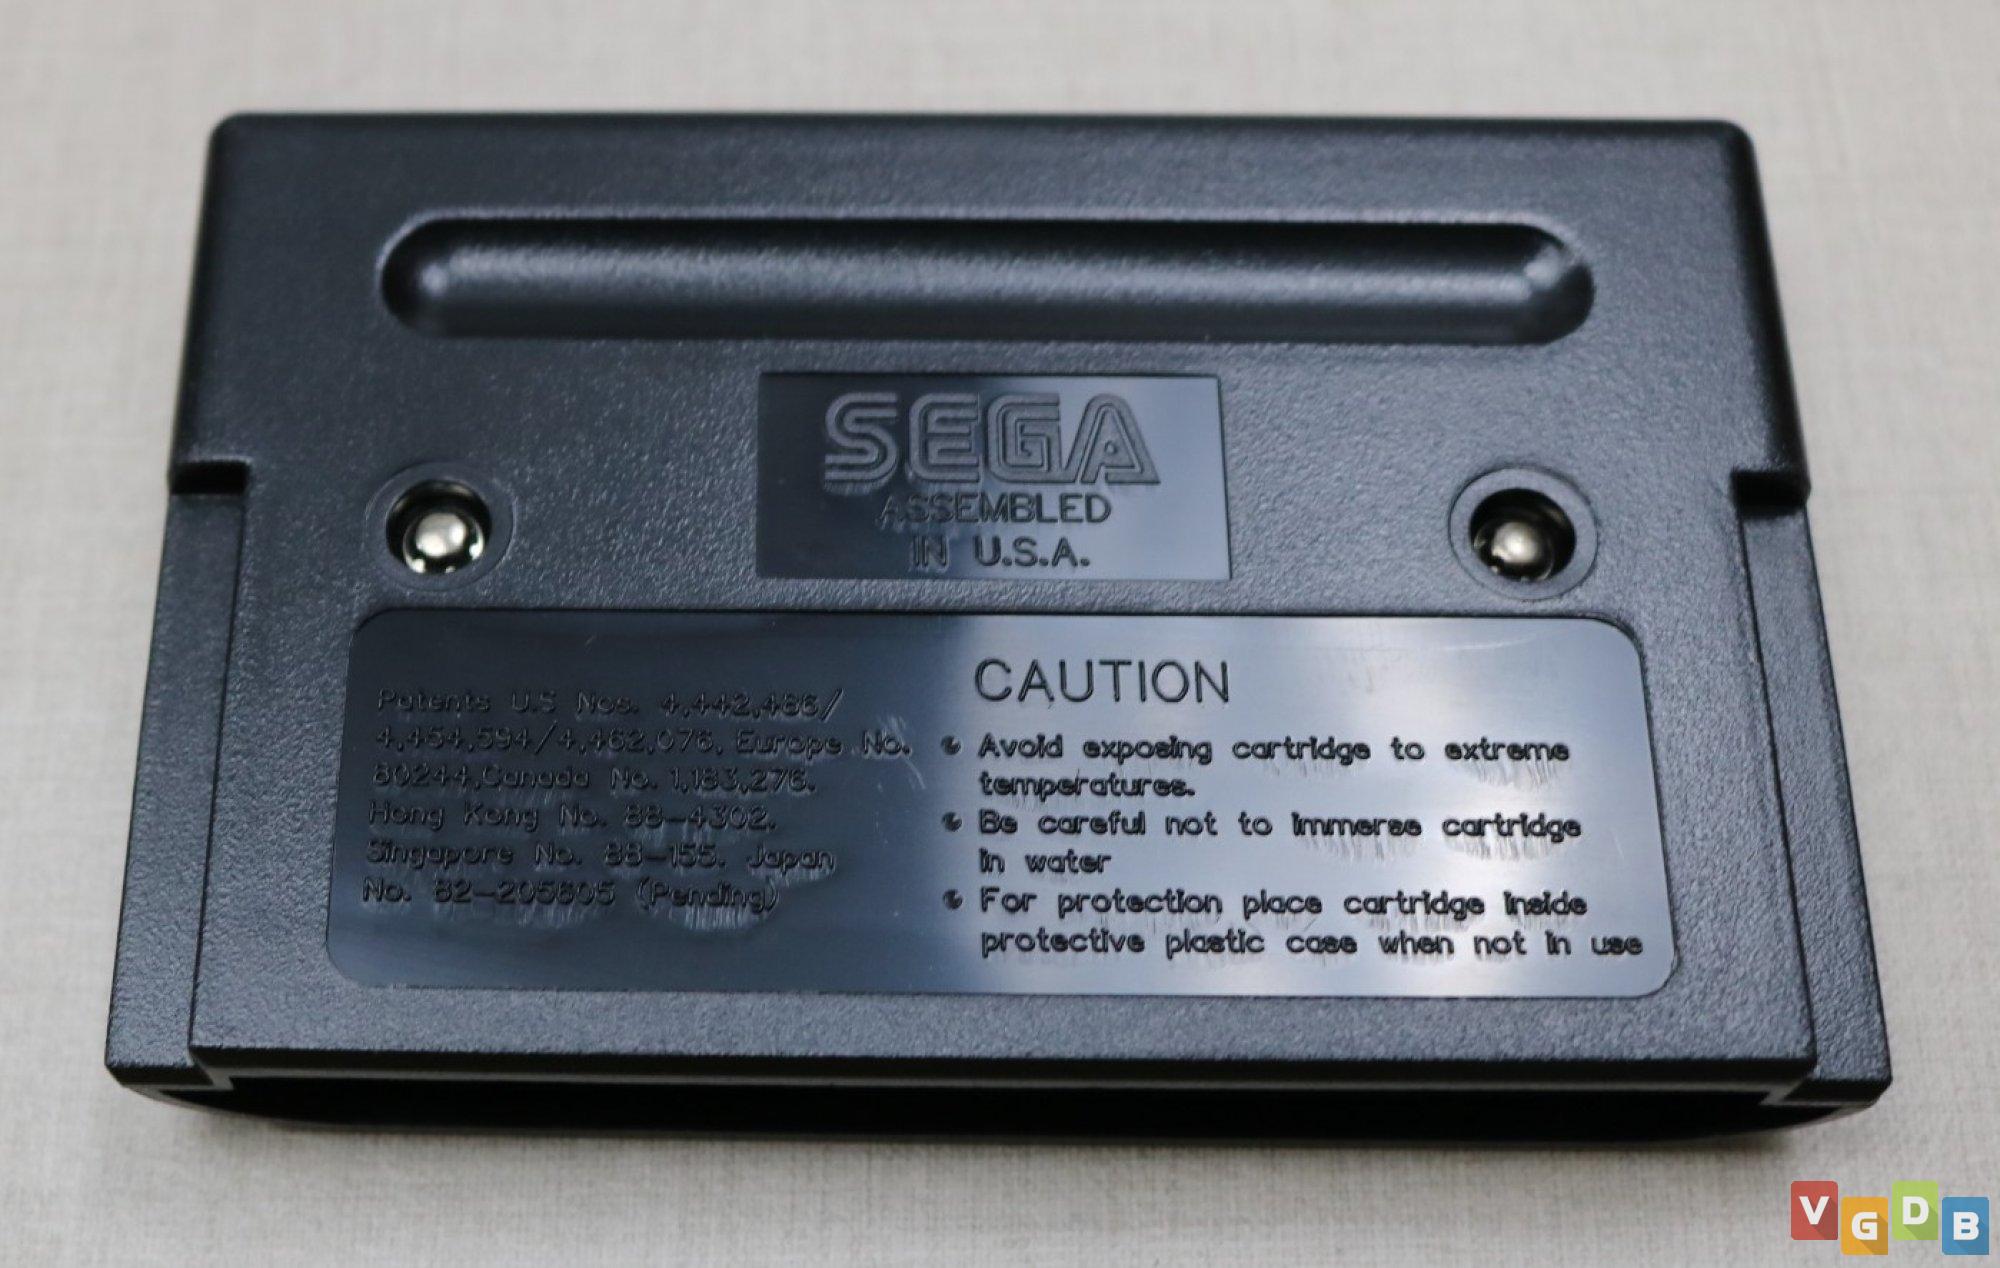 SEGA
ASSEMBLED
IN U.S.A.
Patents U.S Nos. 4,442,486/
4,454,594/4,462,076, Europe No.
80244,Canada No. 1,183,276.
Hong Kong No. 88-4302.
Singapore No. 88-155. Japan
No. 82-205605 (Pending)
CAUTION
Avoid exposing cartridge to extreme
temperatures.
Be careful not to immerse cartridge
in water
For protection place cartridge inside
protective plastic case when not in use
VGDB